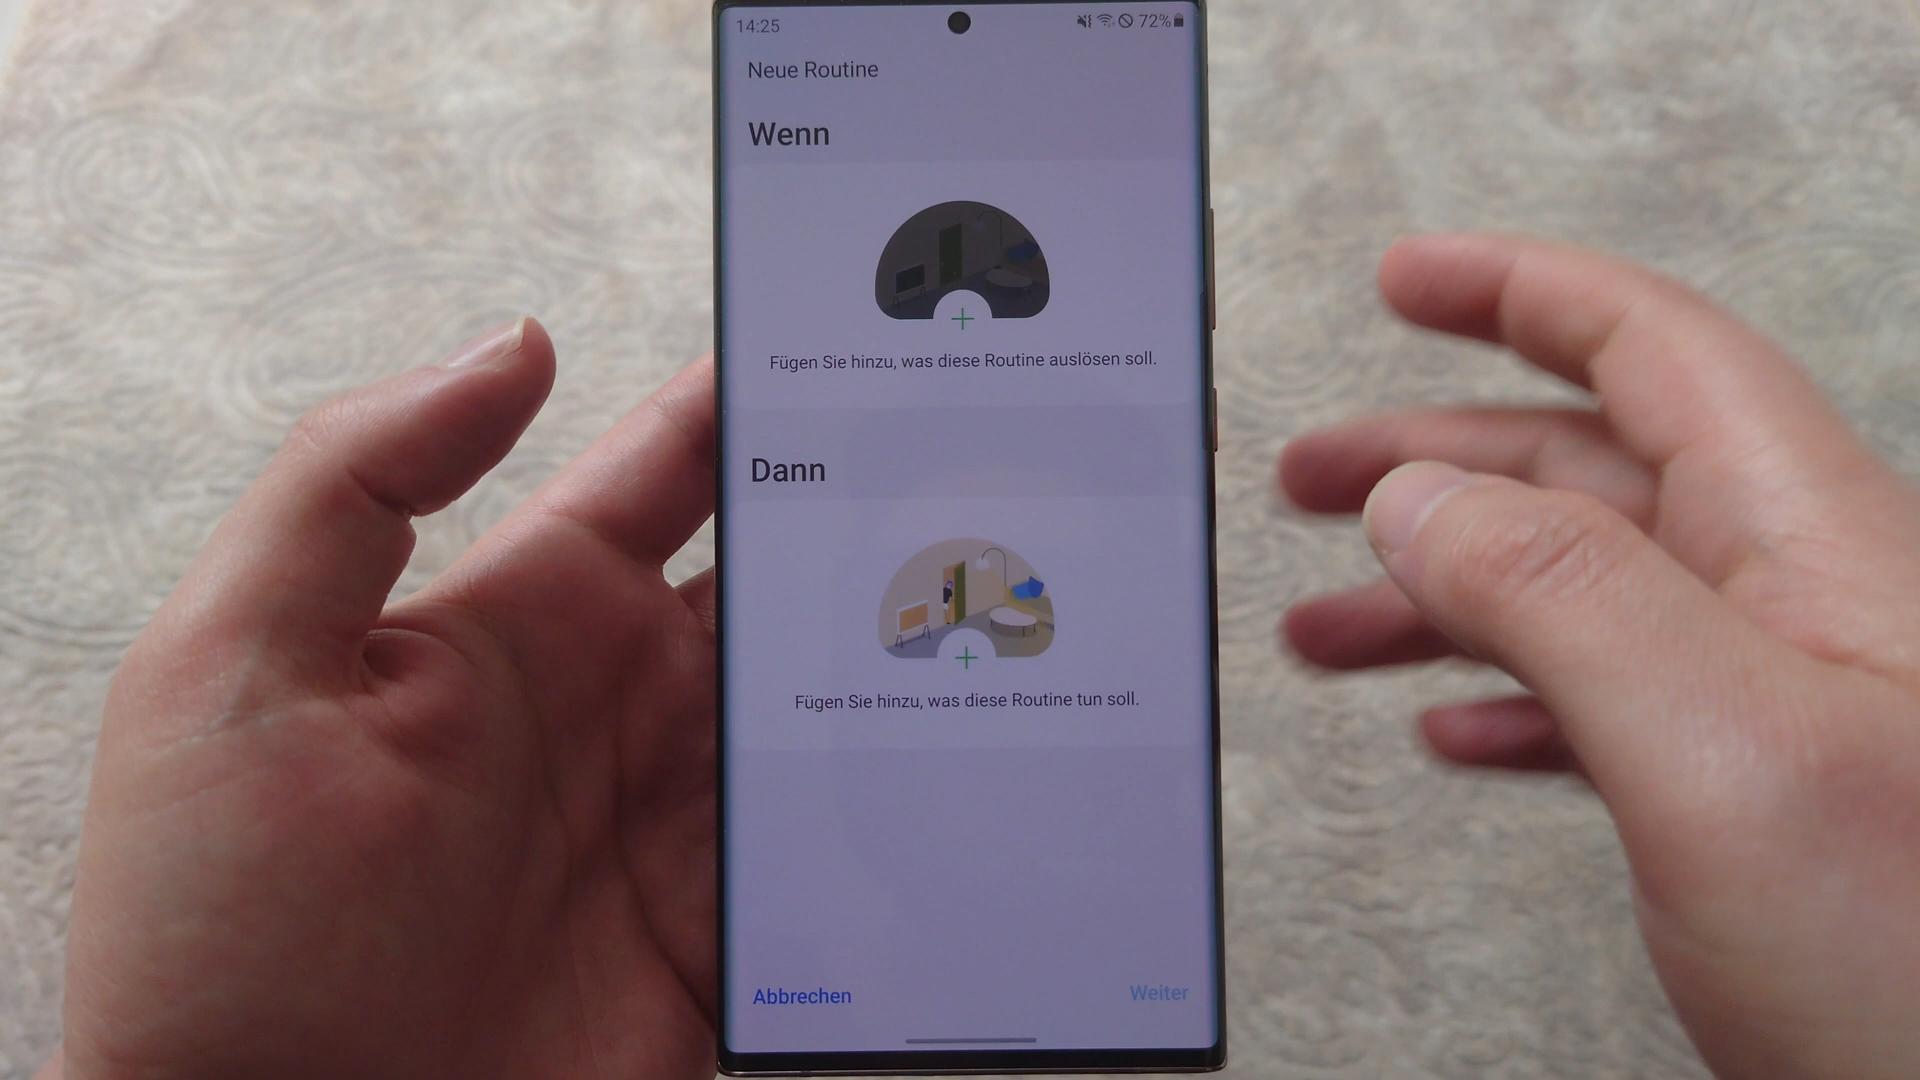 14:25
72%
Neue Routine
Wenn
Fügen Sie hinzu, was diese Routine auslösen soll.
Dann
Fügen Sie hinzu, was diese Routine tun soll.
Abbrechen
Weiter